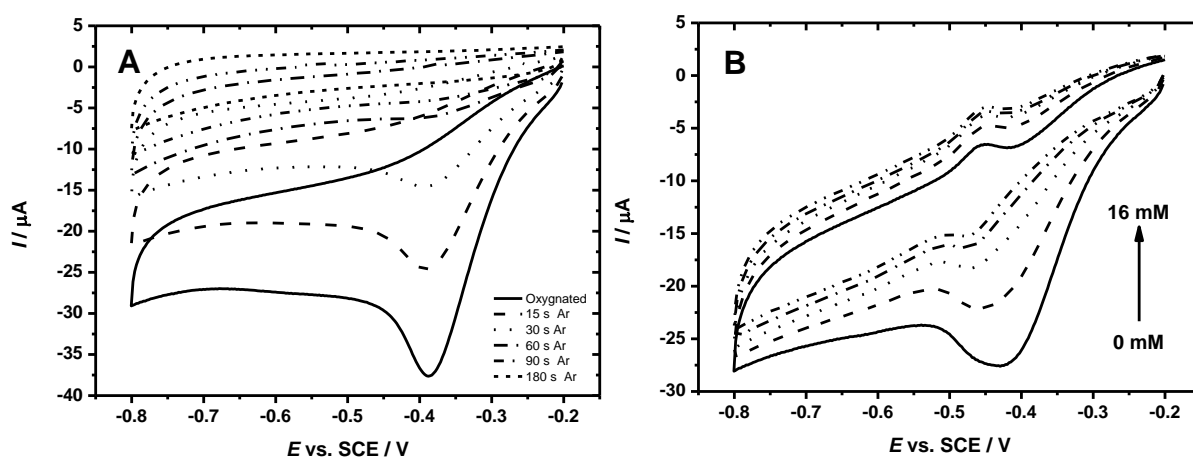 A
I / µA
5
0
-5
-10
-15
-20
-25
-30
-35
-40
-0.8
-0.7
-0.6
-0.5
-0.4
-0.3
-0.2
E vs. SCE / V
Oxygnated
15 s Ar
30 s Ar
60 s Ar
90 s Ar
180 s Ar
B
I / µA
5
0
-5
-10
-15
-20
-25
-30
-0.8
-0.7
-0.6
-0.5
-0.4
-0.3
-0.2
E vs. SCE / V
16 mM
0 mM